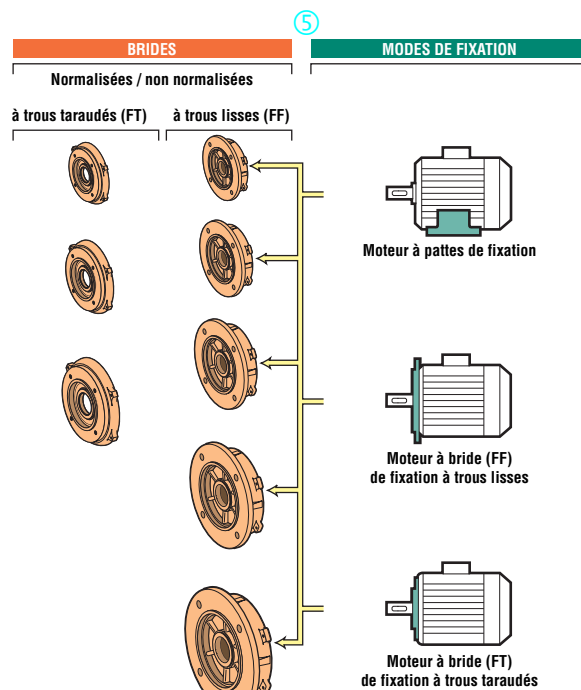 5
BRIDES
MODES DE FIXATION
Normalisées / non normalisées
à trous taraudés (FT)
à trous lisses (FF)
Moteur à pattes de fixation
Moteur à bride (FF)
de fixation à trous lisses
Moteur à bride (FT)
de fixation à trous taraudés